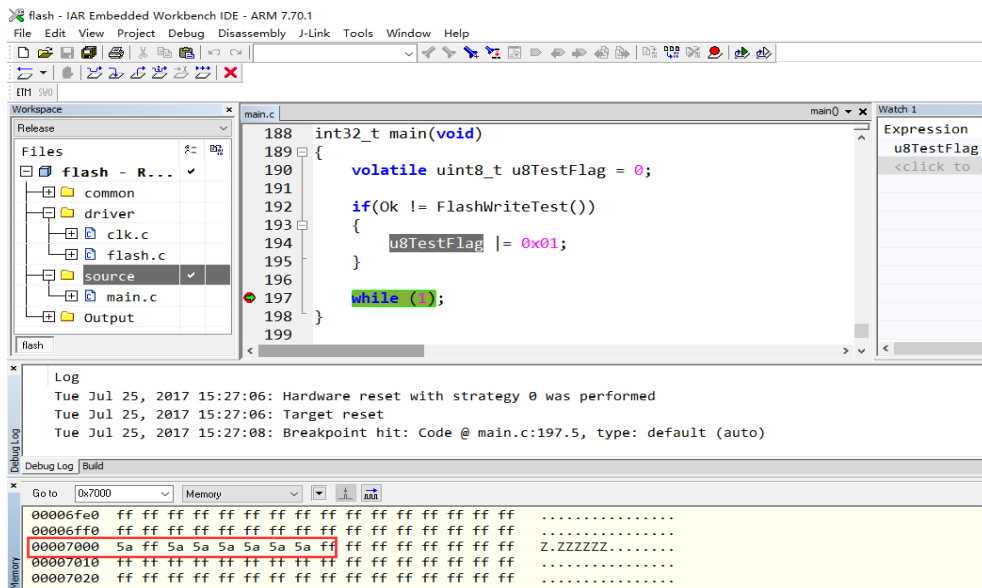 flash - IAR Embedded Workbench IDE - ARM 7.70.1
File Edit View Project Debug Disassembly J-Link Tools Window Help
ETM SWO
Workspace
Release
Files
flash - R...
common
driver
clk.c
flash.c
source
main.c
Output
flash
main.c
main()
188 int32_t main(void)
189 {
190 volatile uint8_t u8TestFlag = 0;
191
192 if(Ok != FlashWriteTest())
193 {
194 u8TestFlag |= 0x01;
195 }
196
197 while (1);
198 }
199
Watch 1
Expression
u8TestFlag
<click to
Log
Tue Jul 25, 2017 15:27:06: Hardware reset with strategy 0 was performed
Tue Jul 25, 2017 15:27:06: Target reset
Tue Jul 25, 2017 15:27:08: Breakpoint hit: Code @ main.c:197.5, type: default (auto)
Debug Log
Debug Log Build
Go to 0x7000 Memory
00006fe0 ff ff ff ff ff ff ff ff ff ff ff ff ff ff ff ff ................
00006ff0 ff ff ff ff ff ff ff ff ff ff ff ff ff ff ff ff ................
00007000 5a ff 5a 5a 5a 5a 5a 5a ff ff ff ff ff ff ff ff Z.ZZZZZZ........
00007010 ff ff ff ff ff ff ff ff ff ff ff ff ff ff ff ff ................
00007020 ff ff ff ff ff ff ff ff ff ff ff ff ff ff ff ff ................
Memory